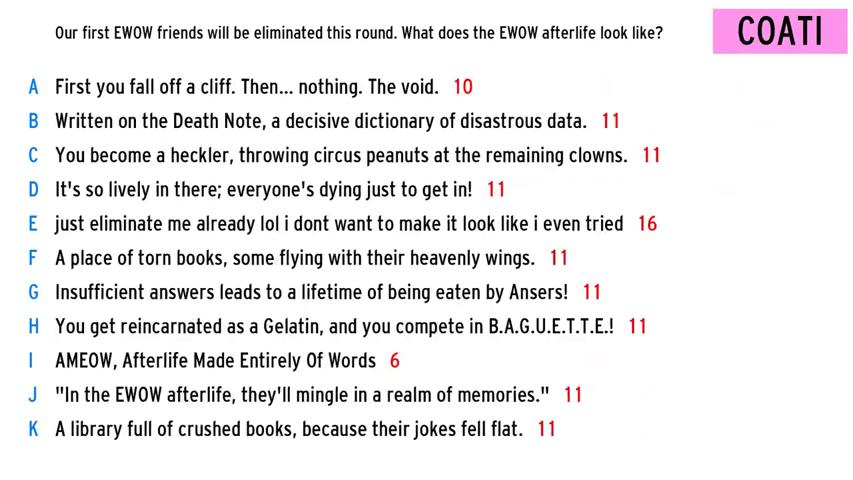 Our first EWOW friends will be eliminated this round. What does the EWOW afterlife look like?
COATI
A First you fall off a cliff. Then... nothing. The void. 10
B Written on the Death Note, a decisive dictionary of disastrous data. 11
C You become a heckler, throwing circus peanuts at the remaining clowns. 11
D It's so lively in there; everyone's dying just to get in! 11
E just eliminate me already lol i dont want to make it look like i even tried 16
F A place of torn books, some flying with their heavenly wings. 11
G Insufficient answers leads to a lifetime of being eaten by Ansers! 11
H You get reincarnated as a Gelatin, and you compete in B.A.G.U.E.T.T.E.! 11
I AMEOW, Afterlife Made Entirely Of Words 6
J "In the EWOW afterlife, they'll mingle in a realm of memories." 11
K A library full of crushed books, because their jokes fell flat. 11